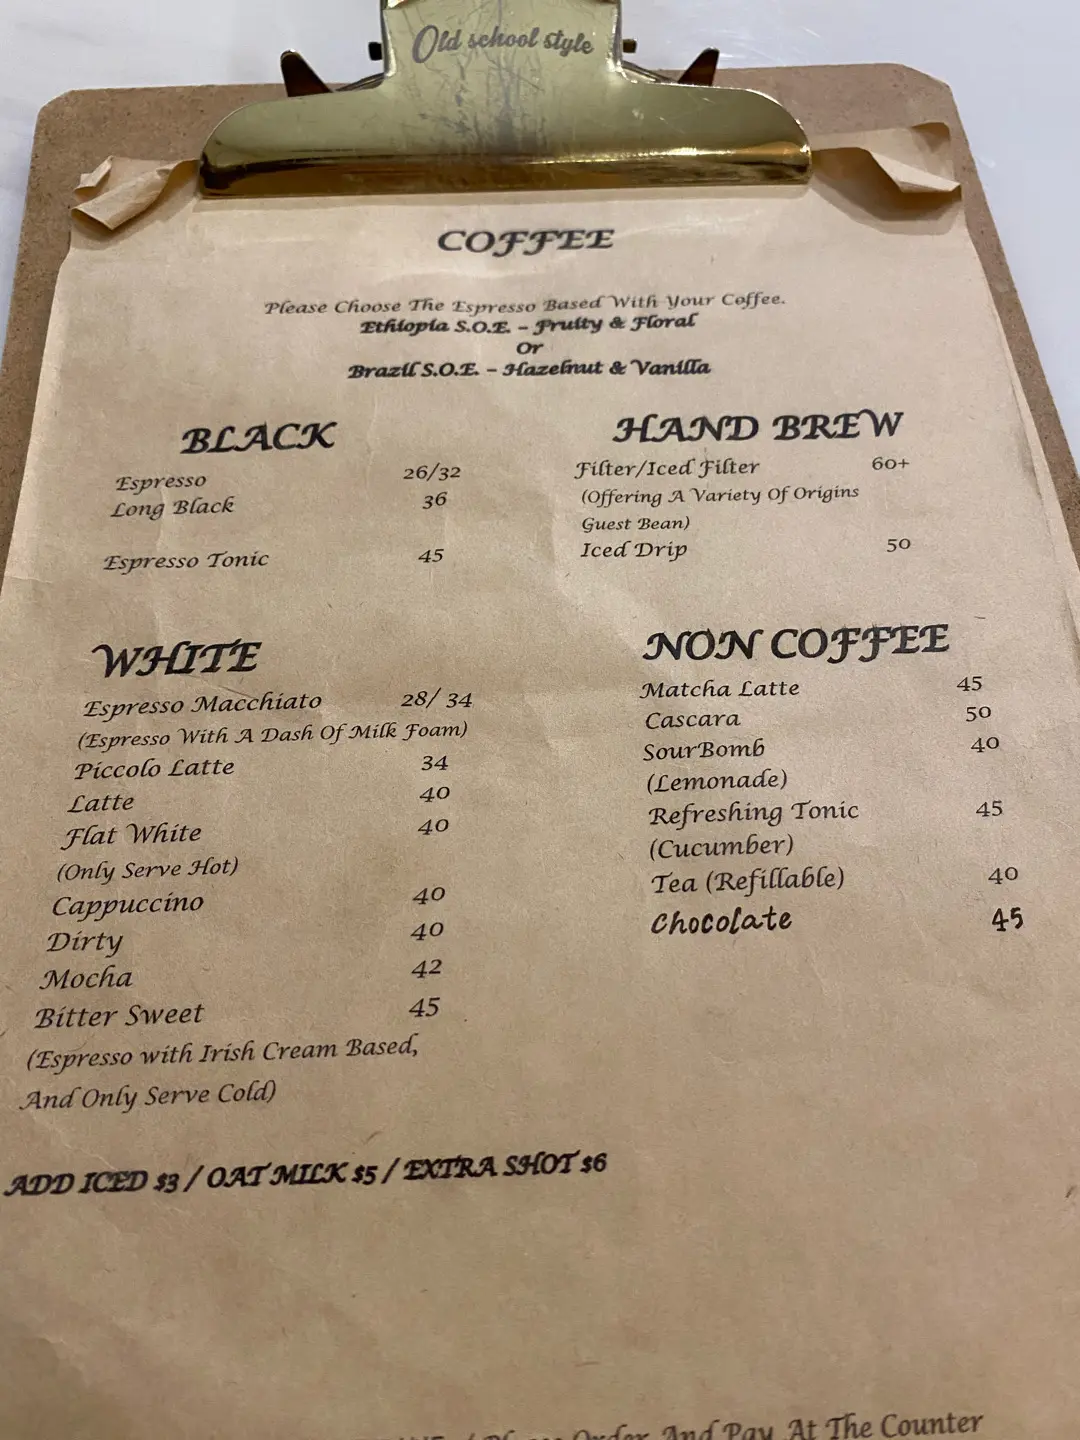 Old school style
COFFEE
Please Choose The Espresso Based With Your Coffee.
Ethiopia S.O.E. – Fruity & Floral
Or
Brazil S.O.E. – Hazelnut & Vanilla
BLACK
Espresso 26/32
Long Black 36
Espresso Tonic 45
HAND BREW
Filter/Iced Filter 60+
(Offering A Variety Of Origins
Guest Bean)
Iced Drip 50
WHITE
Espresso Macchiato 28/ 34
(Espresso With A Dash Of Milk Foam)
Piccolo Latte 34
Latte 40
Flat White 40
(Only Serve Hot)
Cappuccino 40
Dirty 40
Mocha 42
Bitter Sweet 45
(Espresso with Irish Cream Based,
And Only Serve Cold)
NON COFFEE
Matcha Latte 45
Cascara 50
SourBomb 40
(Lemonade)
Refreshing Tonic 45
(Cucumber)
Tea (Refillable) 40
Chocolate 45
ADD ICED $3 / OAT MILK $5 / EXTRA SHOT $6
/ Please Order And Pay At The Counter